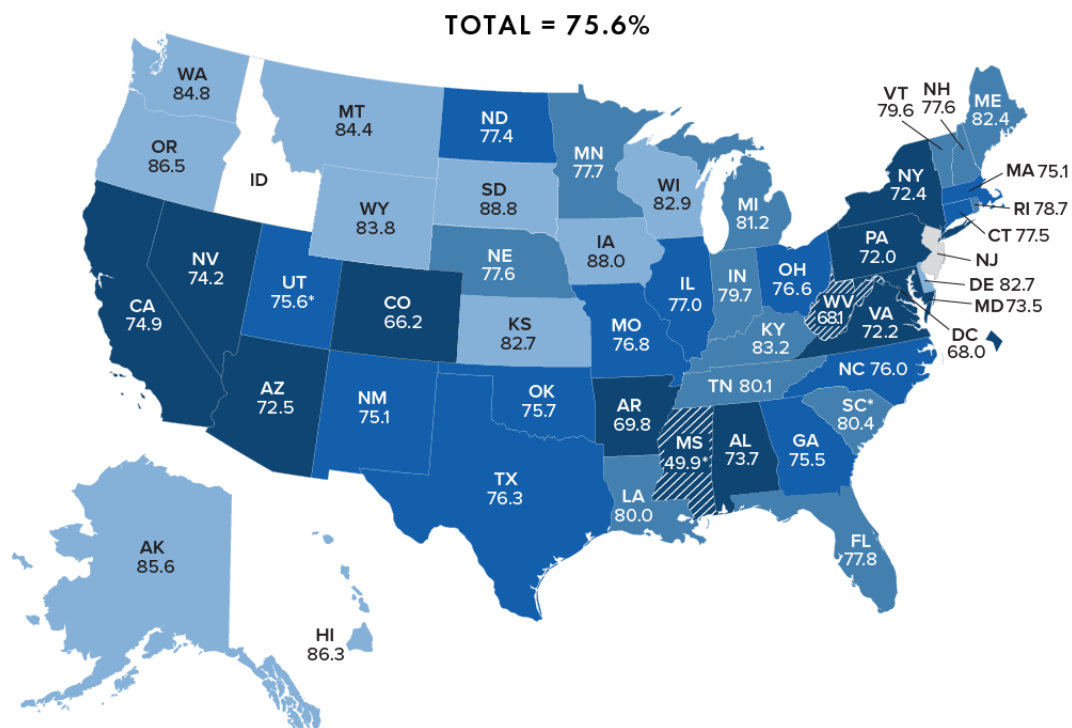 TOTAL = 75.6%
WA
84.8
OR
86.5
ID
MT
84.4
ND
77.4
MN
77.7
VT
79.6
NH
77.6
ME
82.4
WY
83.8
SD
88.8
WI
82.9
MI
81.2
NY
72.4
MA 75.1
RI 78.7
CT 77.5
NJ
DE 82.7
MD 73.5
DC
68.0
NV
74.2
UT
75.6*
CA
74.9
CO
66.2
NE
77.6
IA
88.0
IL
77.0
IN
79.7
OH
76.6
PA
72.0
WV
68.1
VA
72.2
KS
82.7
MO
76.8
KY
83.2
NC 76.0
TN 80.1
SC*
80.4
AZ
72.5
NM
75.1
OK
75.7
AR
69.8
MS
49.9*
AL
73.7
GA
75.5
TX
76.3
LA
80.0
FL
77.8
AK
85.6
HI
86.3